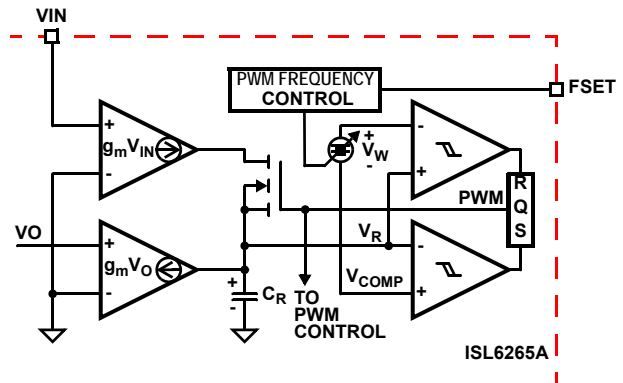 VIN
PWM FREQUENCY
CONTROL
FSET
+
gmVIN
-
+
VW
-
-
+
R
Q
S
PWM
VO
+
gmVO
-
VR
-
VCOMP
+
+
-
CR
TO
PWM
CONTROL
ISL6265A